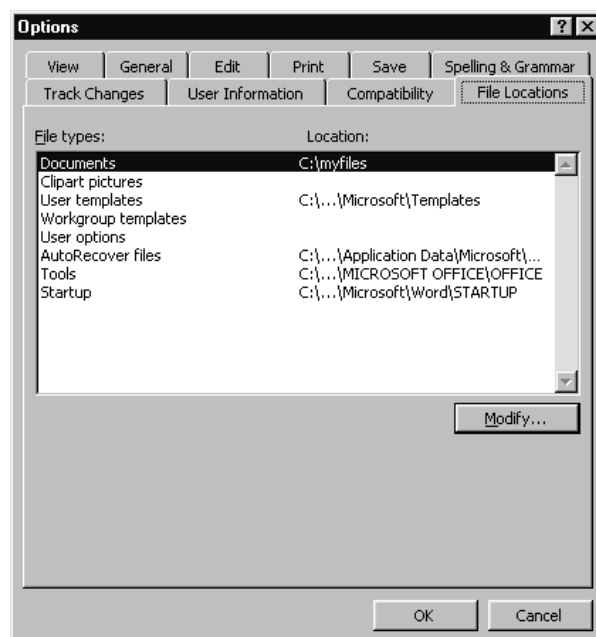 Options
View General Edit Print Save Spelling & Grammar
Track Changes User Information Compatibility File Locations
File types: Location:
Documents C:\myfiles
Clipart pictures
User templates C:\...\Microsoft\Templates
Workgroup templates
User options
AutoRecover files C:\...\Application Data\Microsoft\...
Tools C:\...\MICROSOFT OFFICE\OFFICE
Startup C:\...\Microsoft\Word\STARTUP
Modify...
OK Cancel